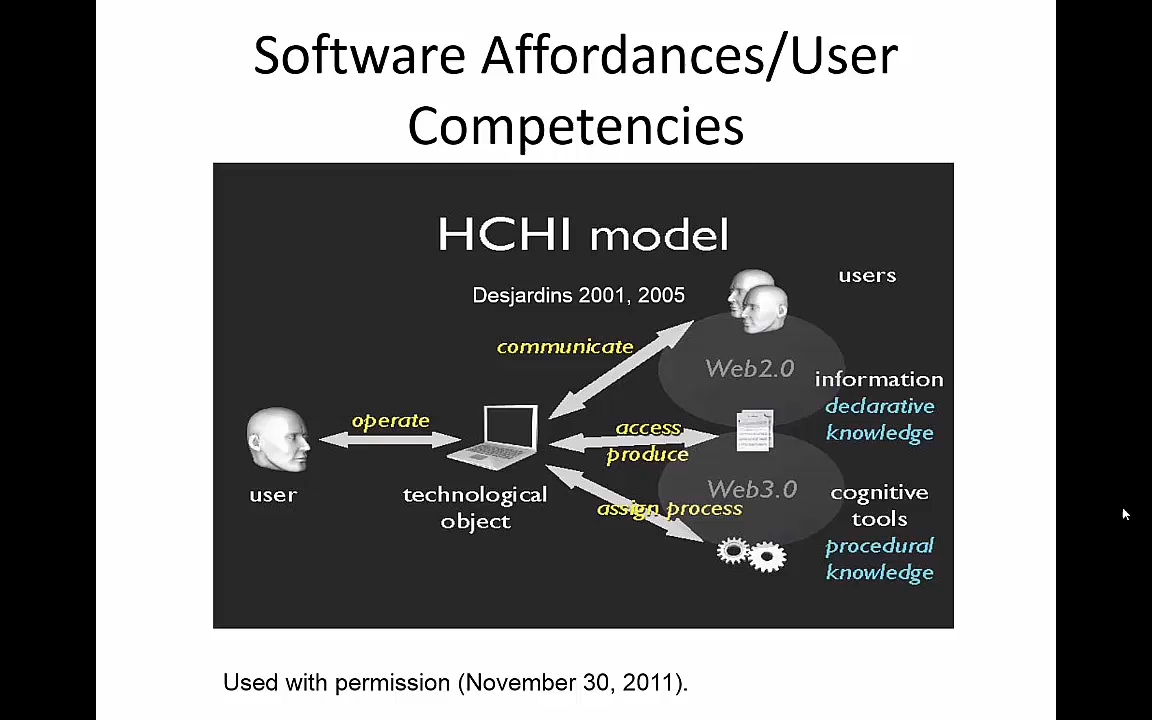 Software Affordances/User
Competencies
HCHI model
Desjardins 2001, 2005
users
communicate
Web2.0
information
declarative
knowledge
operate
access
produce
user
technological
object
Web3.0
assign process
cognitive
tools
procedural
knowledge
Used with permission (November 30, 2011).